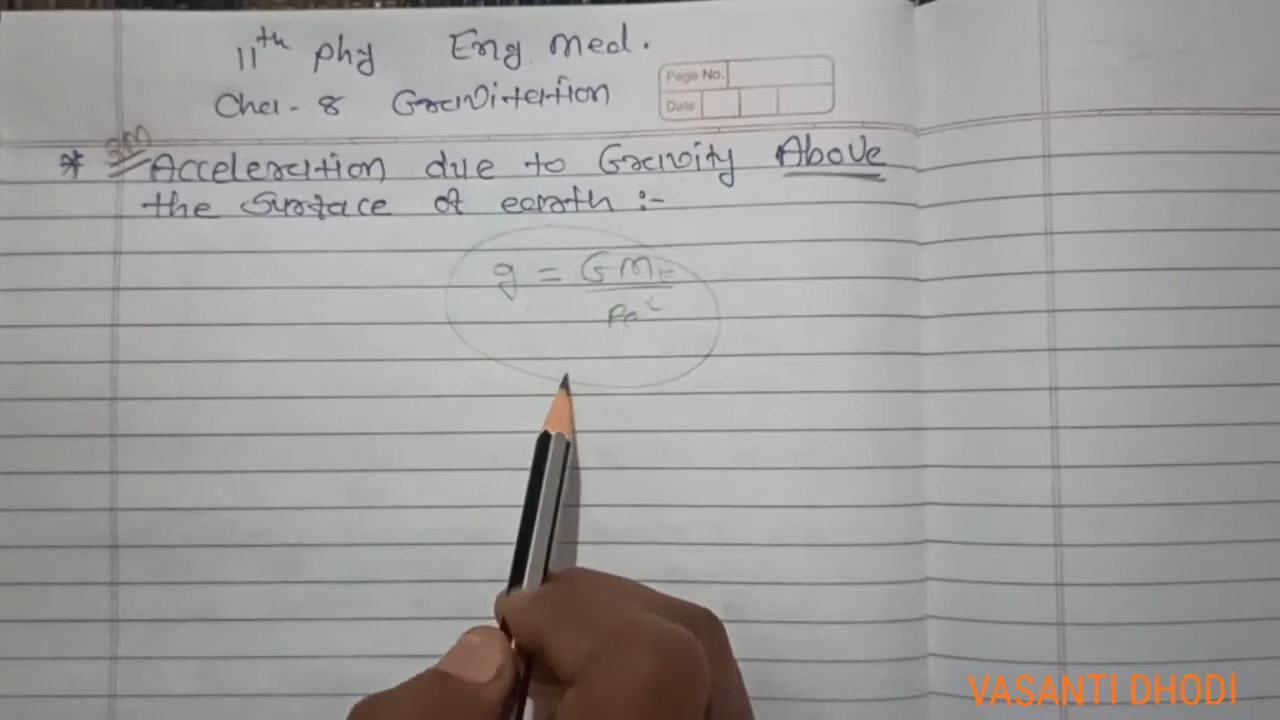 11th phy Eng med.
Cha - 8 Gravitation
Page No.
Date
* 3M Acceleration due to Gravity Above
the Surface of earth :-
g = GME
Re²
VASANTI DHODI